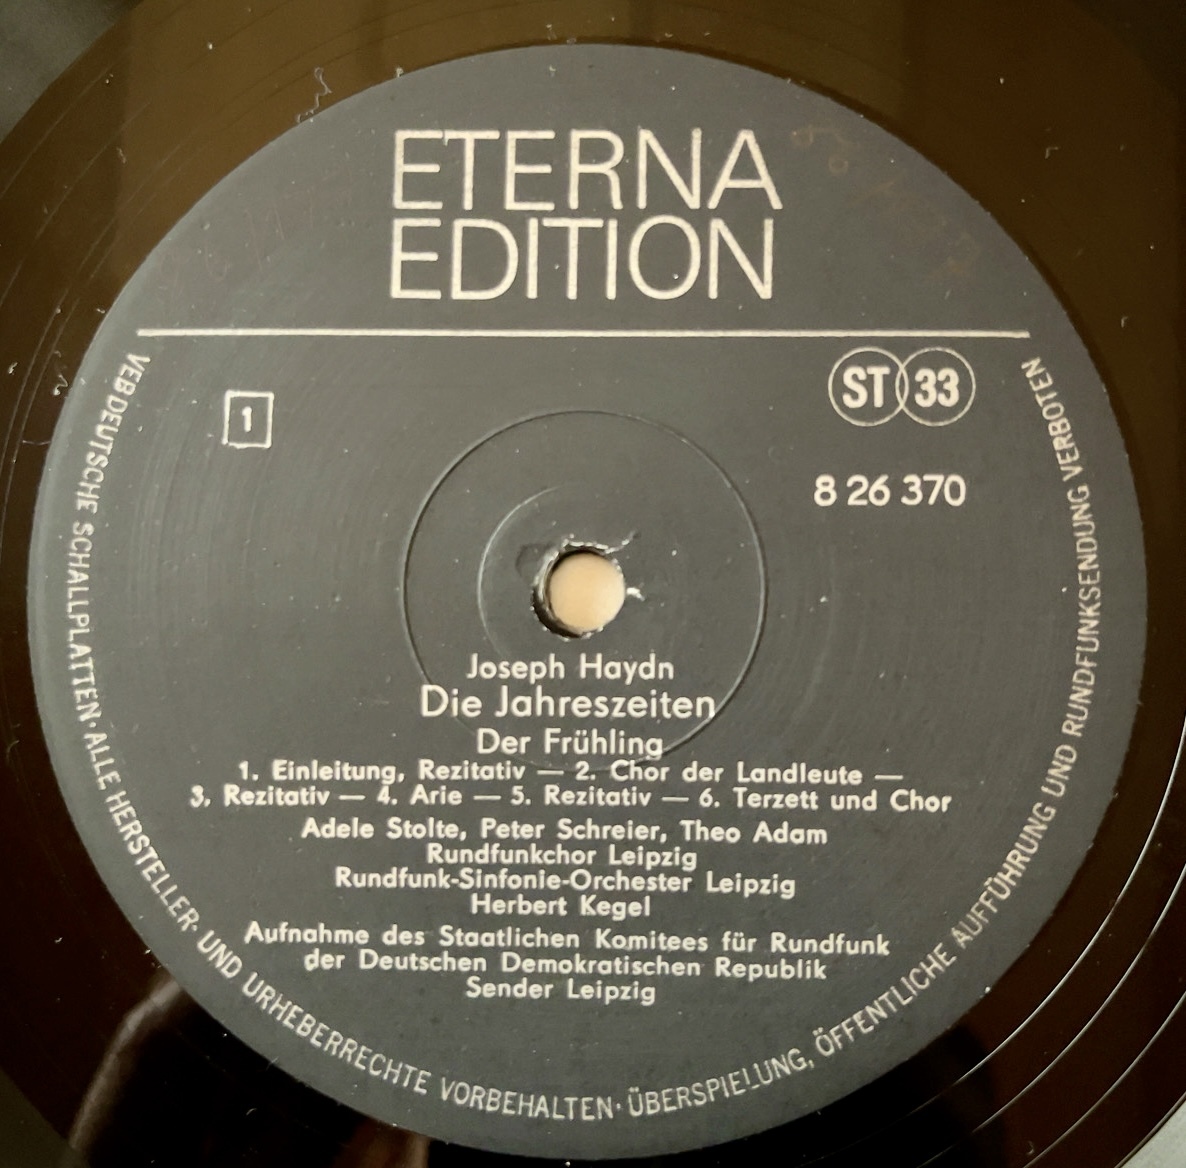 ETERNA
EDITION
ST 33
1
8 26 370
Joseph Haydn
Die Jahreszeiten
Der Frühling
1. Einleitung, Rezitativ — 2. Chor der Landleute —
3. Rezitativ — 4. Arie — 5. Rezitativ — 6. Terzett und Chor
Adele Stolte, Peter Schreier, Theo Adam
Rundfunkchor Leipzig
Rundfunk-Sinfonie-Orchester Leipzig
Herbert Kegel
Aufnahme des Staatlichen Komitees für Rundfunk
der Deutschen Demokratischen Republik
Sender Leipzig
VEB DEUTSCHE SCHALLPLATTEN · ALLE HERSTELLER- UND URHEBERRECHTE VORBEHALTEN · ÜBERSPIELUNG, ÖFFENTLICHE AUFFÜHRUNG UND RUNDFUNKSENDUNG VERBOTEN